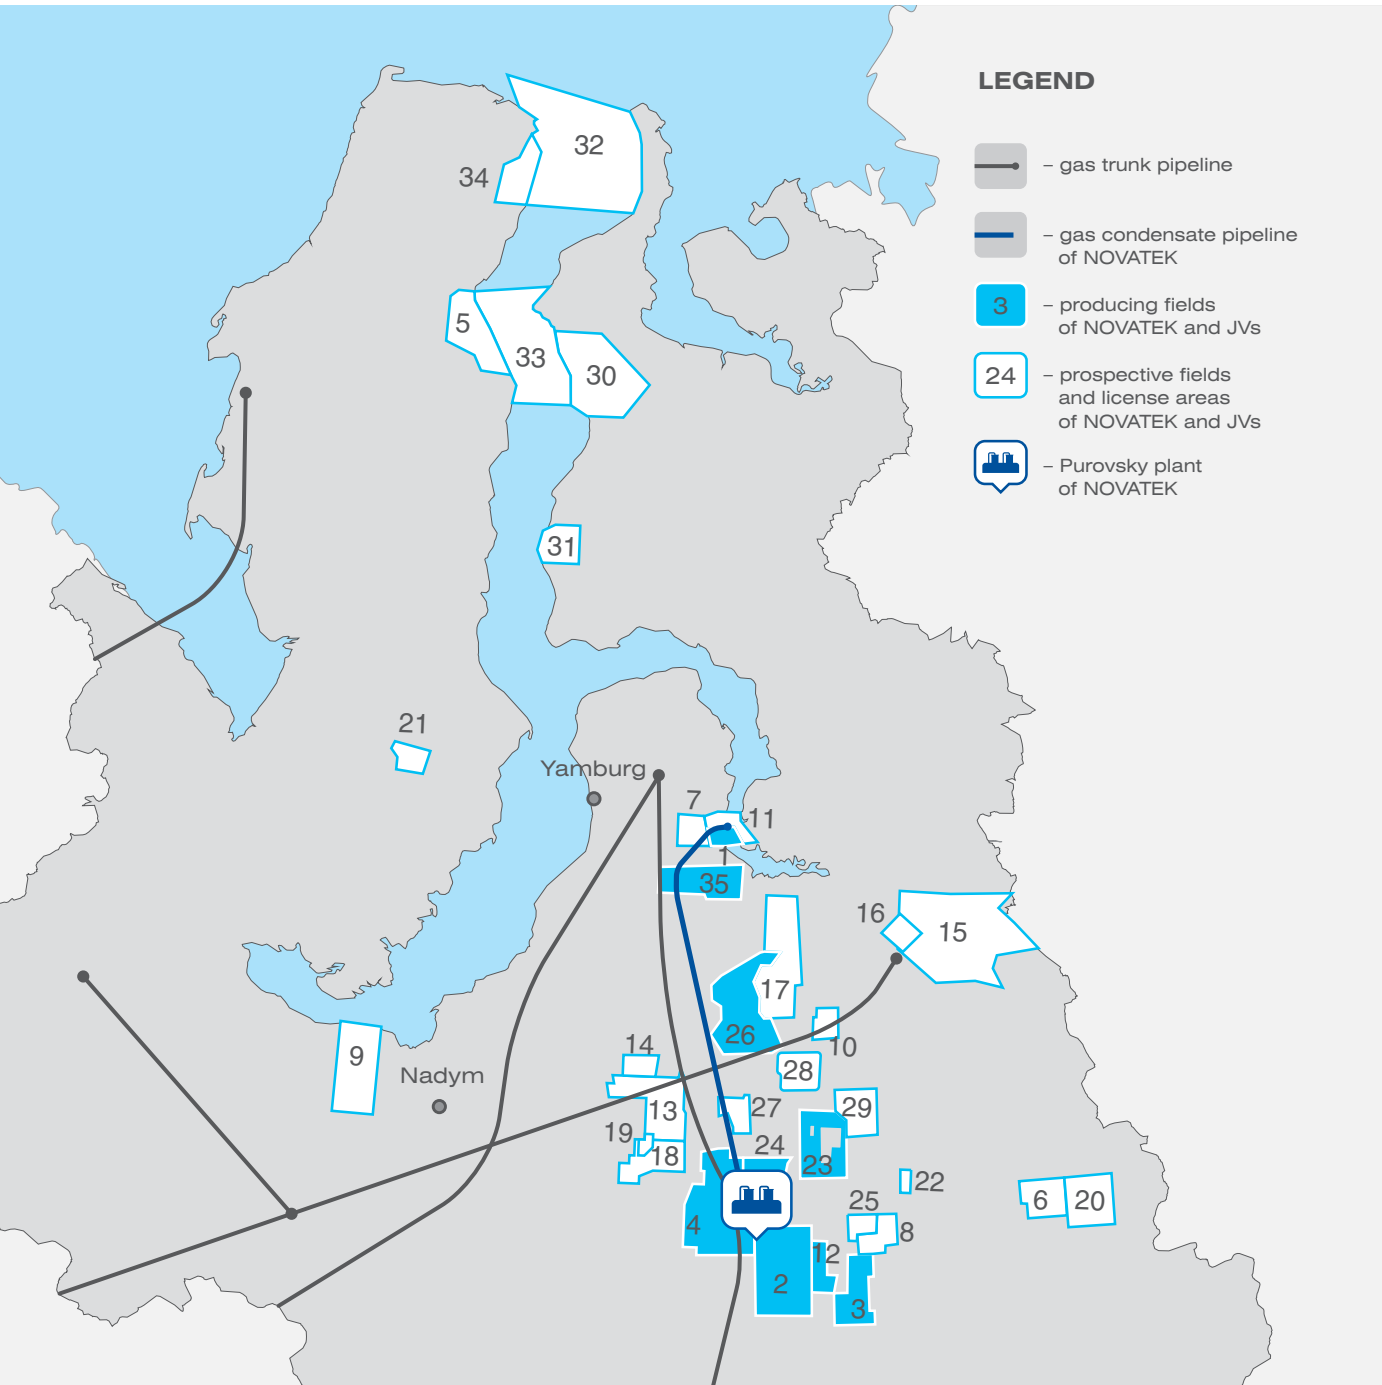 LEGEND
– gas trunk pipeline
– gas condensate pipeline
of NOVATEK
3
– producing fields
of NOVATEK and JVs
24
– prospective fields
and license areas
of NOVATEK and JVs
– Purovsky plant
of NOVATEK
32
34
5
33
30
31
21
Yamburg
7
11
1
35
16
15
17
26
10
14
28
9
Nadym
13
27
29
19
18
24
23
22
25
6
20
4
8
12
2
3